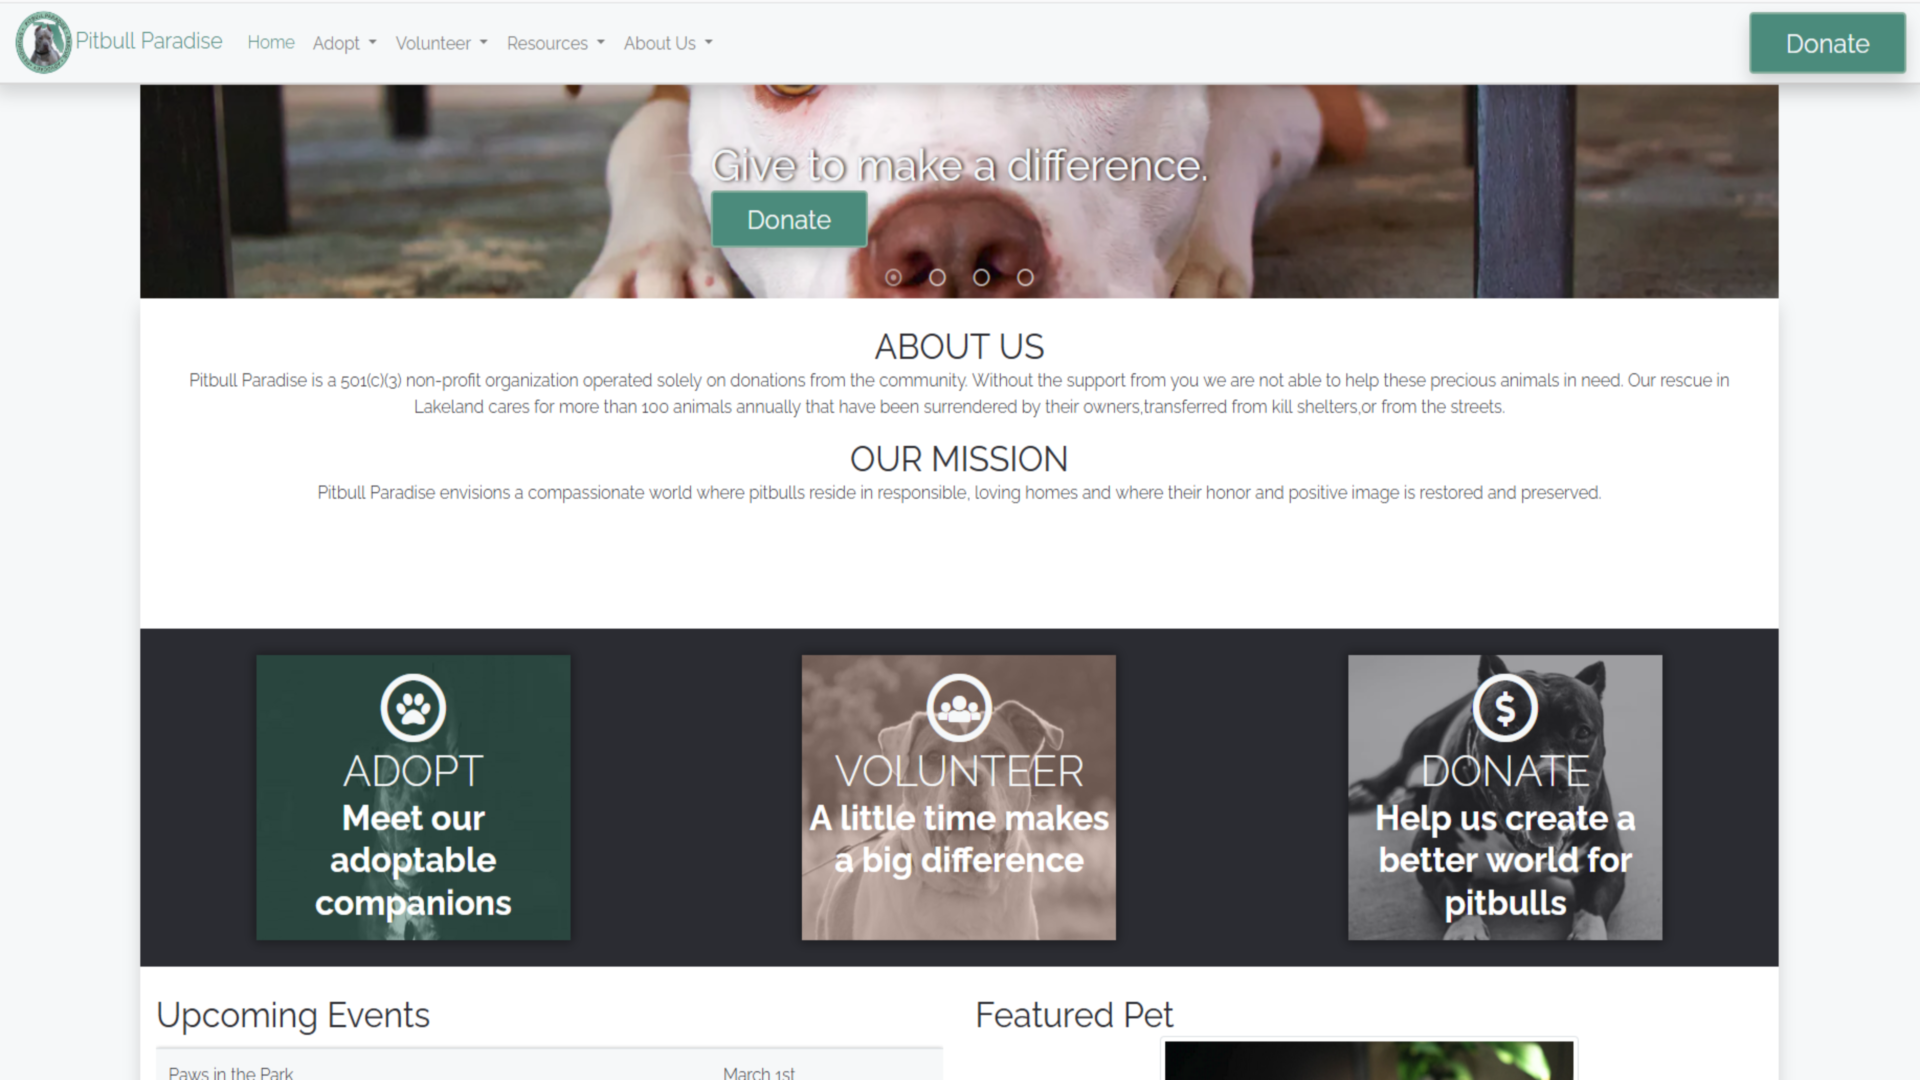 Pitbull Paradise Home Adopt Volunteer Resources About Us Donate
Give to make a difference.
Donate
ABOUT US
Pitbull Paradise is a 501(c)(3) non-profit organization operated solely on donations from the community. Without the support from you we are not able to help these precious animals in need. Our rescue in
Lakeland cares for more than 100 animals annually that have been surrendered by their owners,transferred from kill shelters,or from the streets.
OUR MISSION
Pitbull Paradise envisions a compassionate world where pitbulls reside in responsible, loving homes and where their honor and positive image is restored and preserved.
ADOPT
Meet our
adoptable
companions
VOLUNTEER
A little time makes
a big difference
$
DONATE
Help us create a
better world for
pitbulls
Upcoming Events
Paws in the Park March 1st
Featured Pet